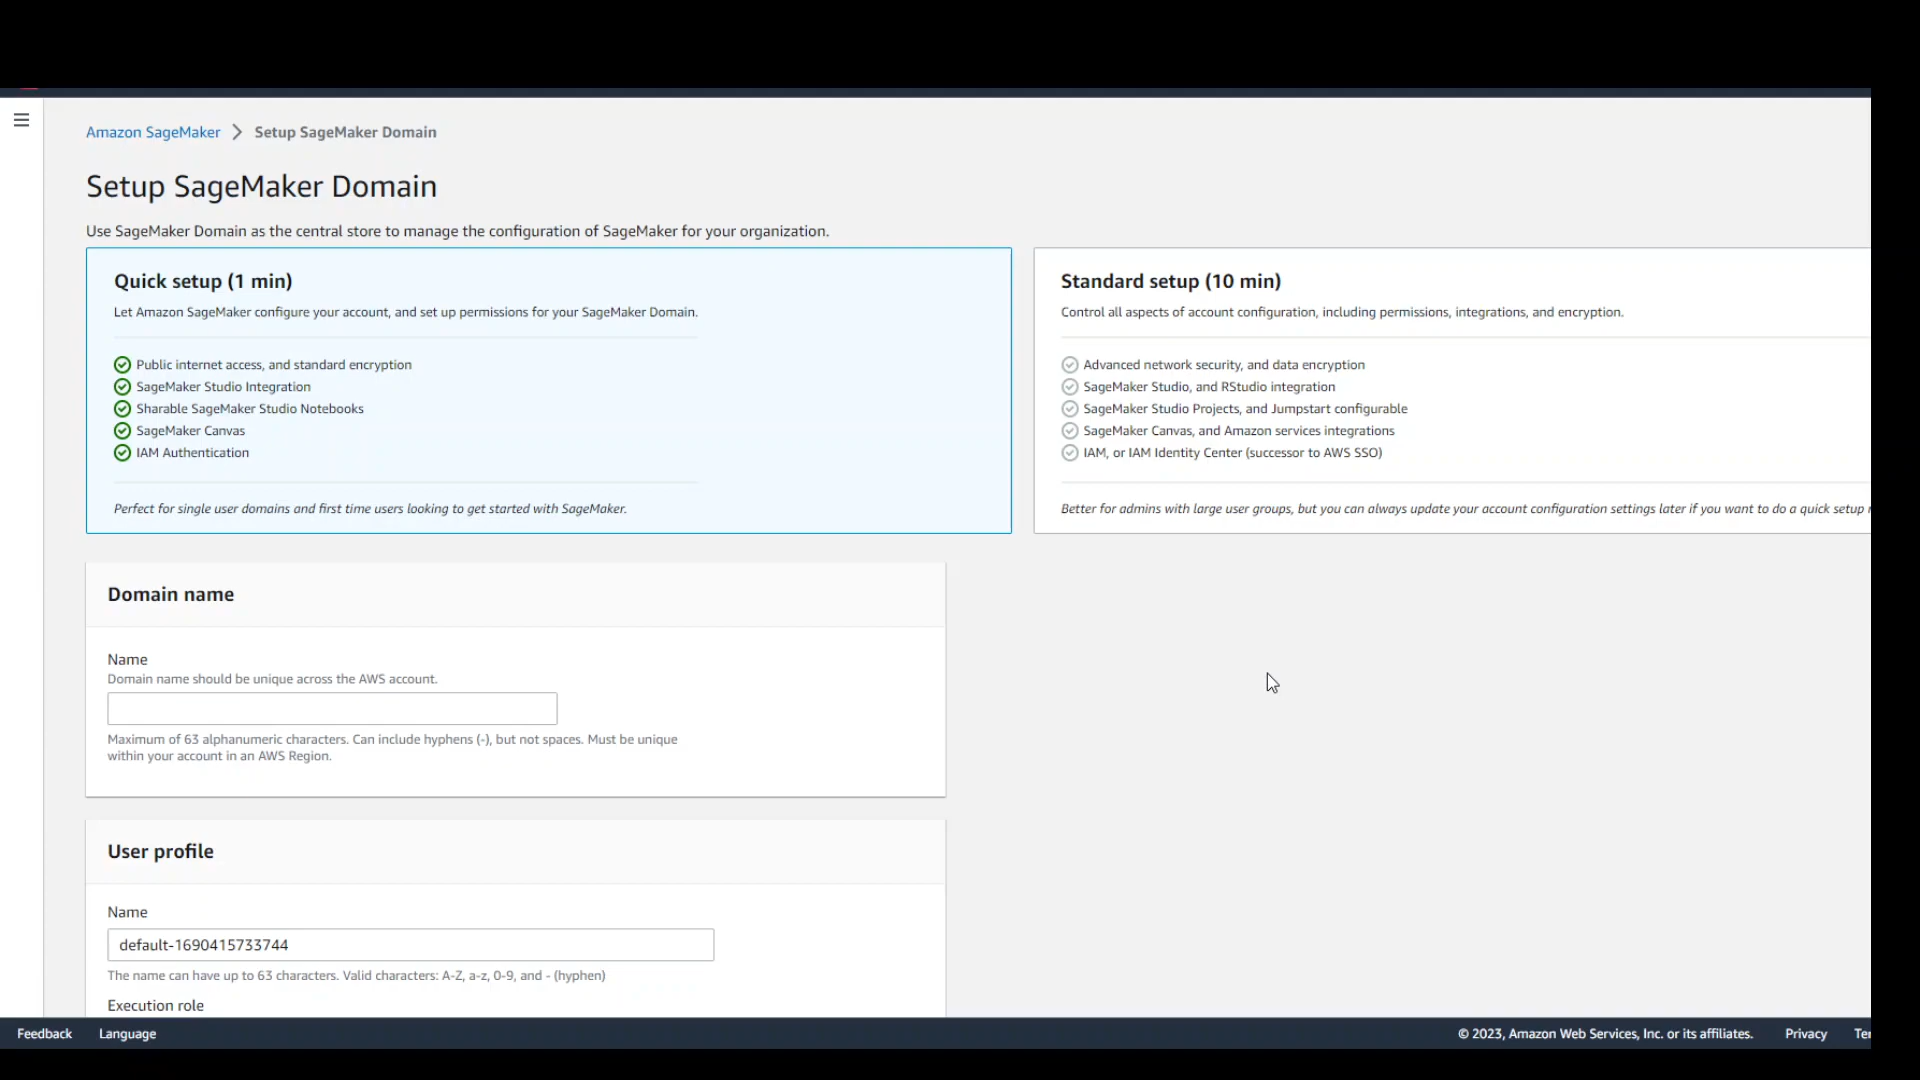 Amazon SageMaker > Setup SageMaker Domain
Setup SageMaker Domain
Use SageMaker Domain as the central store to manage the configuration of SageMaker for your organization.
Quick setup (1 min)
Let Amazon SageMaker configure your account, and set up permissions for your SageMaker Domain.
Public internet access, and standard encryption
SageMaker Studio Integration
Sharable SageMaker Studio Notebooks
SageMaker Canvas
IAM Authentication
Perfect for single user domains and first time users looking to get started with SageMaker.
Standard setup (10 min)
Control all aspects of account configuration, including permissions, integrations, and encryption.
Advanced network security, and data encryption
SageMaker Studio, and RStudio integration
SageMaker Studio Projects, and Jumpstart configurable
SageMaker Canvas, and Amazon services integrations
IAM, or IAM Identity Center (successor to AWS SSO)
Better for admins with large user groups, but you can always update your account configuration settings later if you want to do a quick setup
Domain name
Name
Domain name should be unique across the AWS account.
Maximum of 63 alphanumeric characters. Can include hyphens (-), but not spaces. Must be unique
within your account in an AWS Region.
User profile
Name
default-1690415733744
The name can have up to 63 characters. Valid characters: A-Z, a-z, 0-9, and - (hyphen)
Execution role
Feedback Language © 2023, Amazon Web Services, Inc. or its affiliates. Privacy